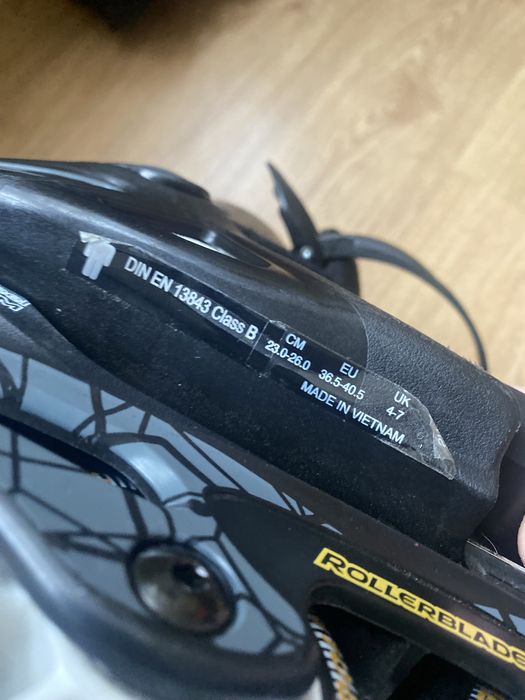 DIN EN 13843 Class B
CM EU UK
23.0-26.0 36.5-40.5 4-7
MADE IN VIETNAM
ROLLERBLADE